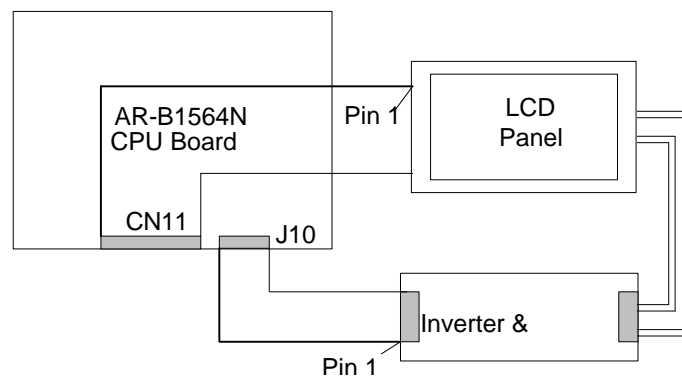 AR-B1564N
CPU Board
Pin 1
LCD
Panel
CN11
J10
Inverter &
Pin 1